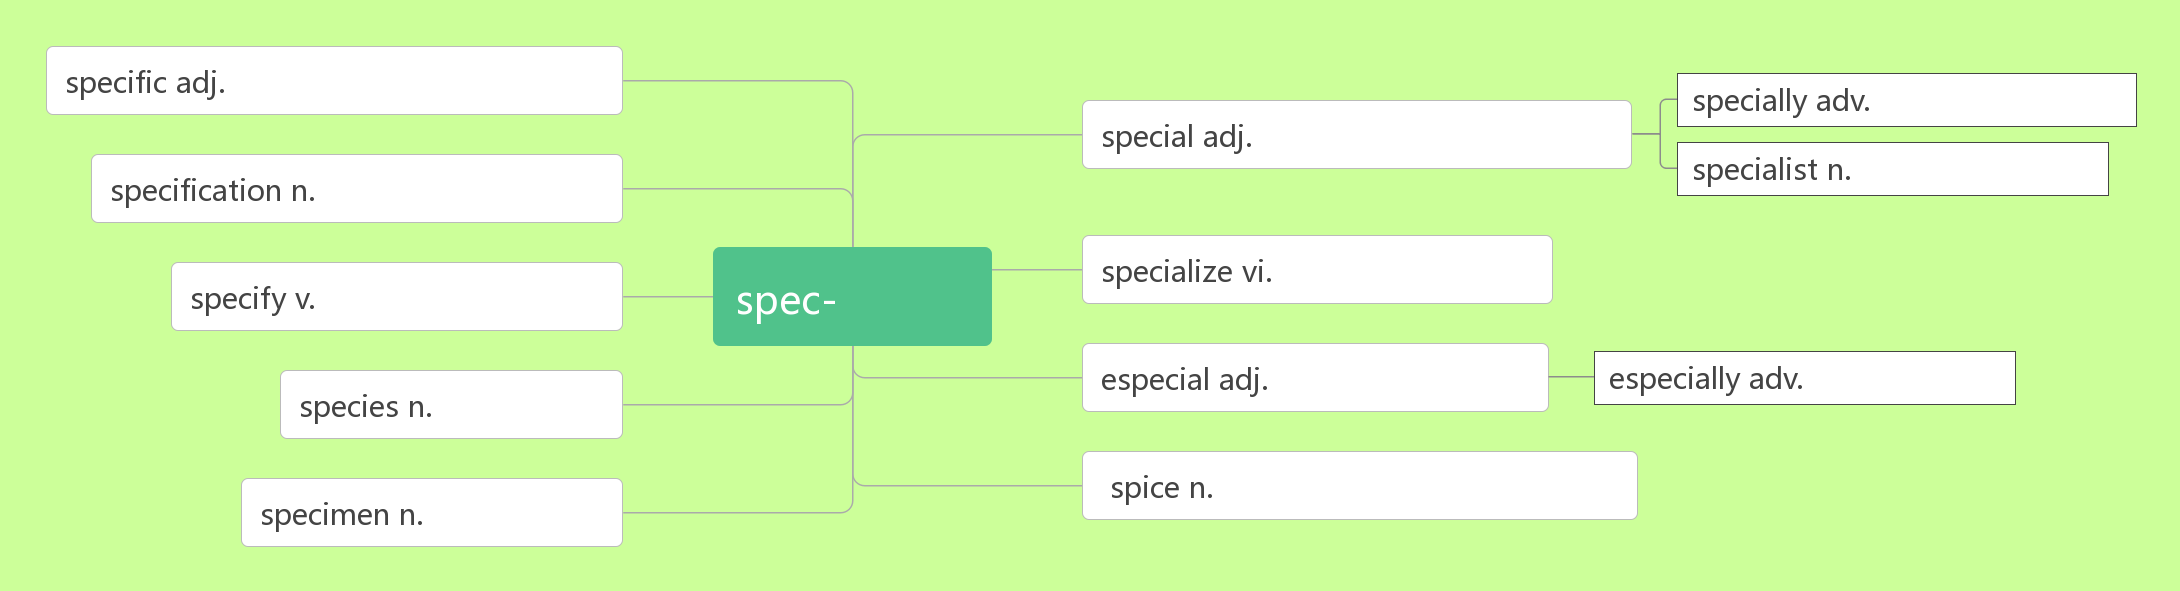 specific adj.
specification n.
specify v.
species n.
specimen n.
spec-
special adj.
specially adv.
specialist n.
specialize vi.
especial adj.
especially adv.
spice n.